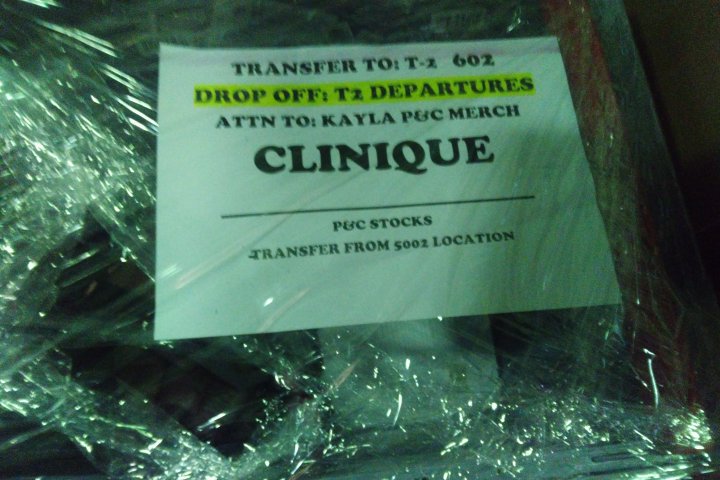 TRANSFER TO: T-2 602
DROP OFF: T2 DEPARTURES
ATTN TO: KAYLA P&C MERCH
CLINIQUE
P&C STOCKS
TRANSFER FROM 5002 LOCATION